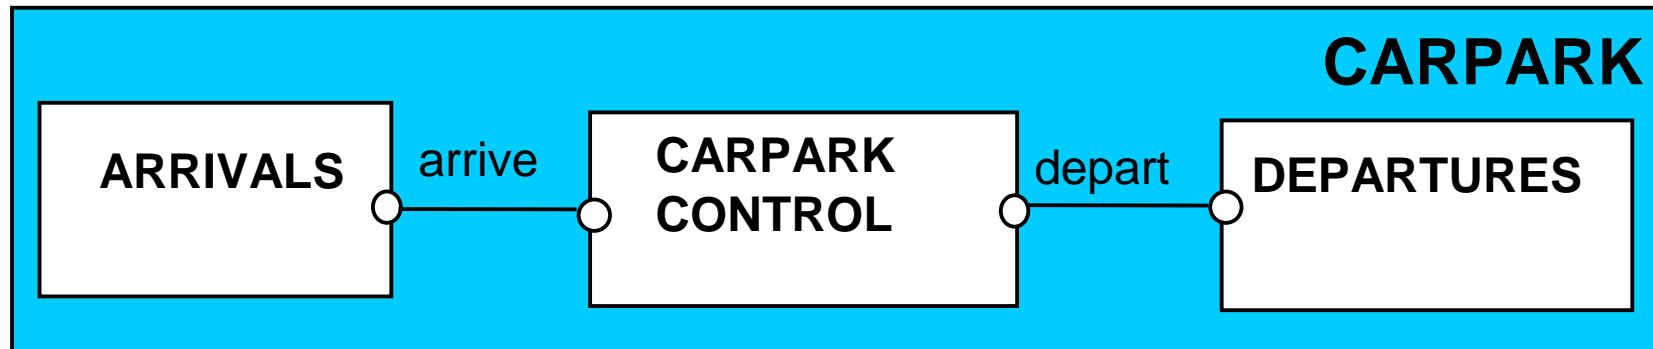 CARPARK
ARRIVALS
arrive
CARPARK
CONTROL
depart
DEPARTURES